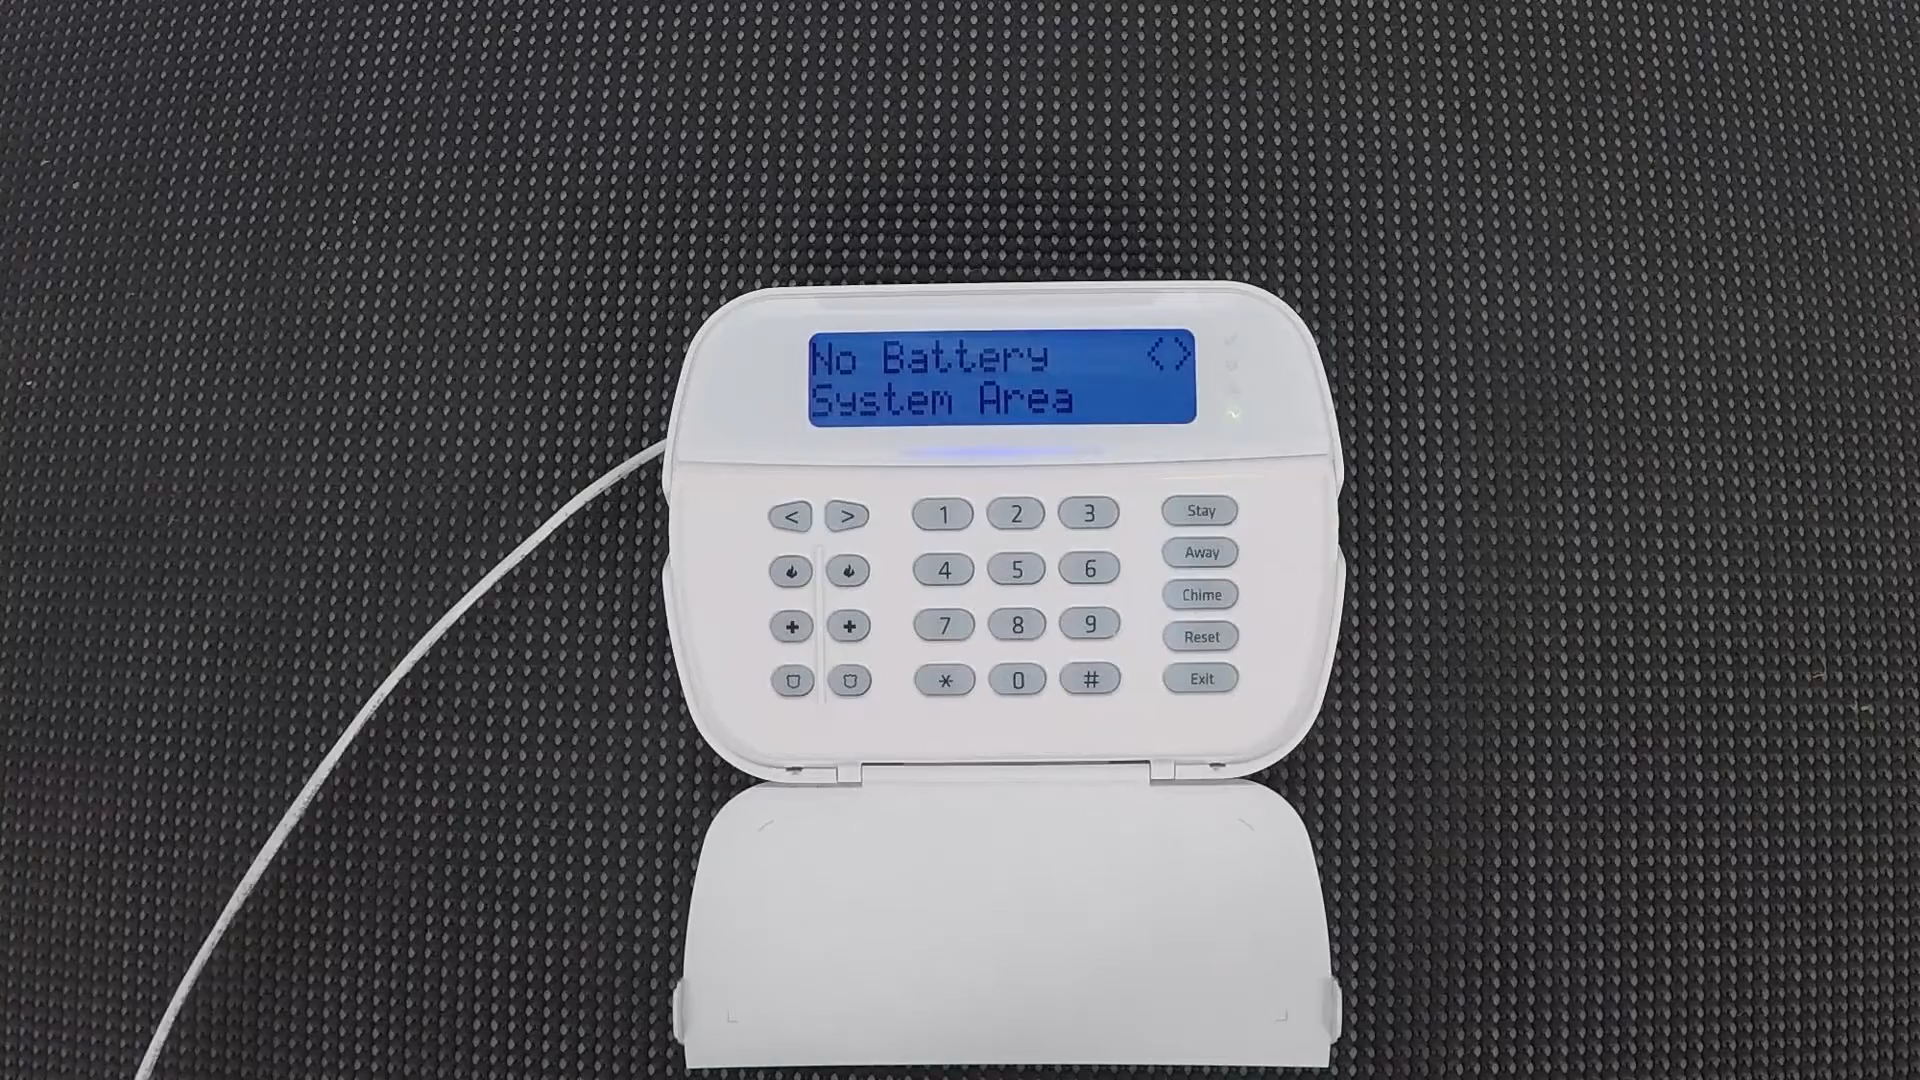 No Battery <>
System Area
< > 1 2 3 Stay
4 5 6 Away
Chime
7 8 9 Reset
* 0 # Exit